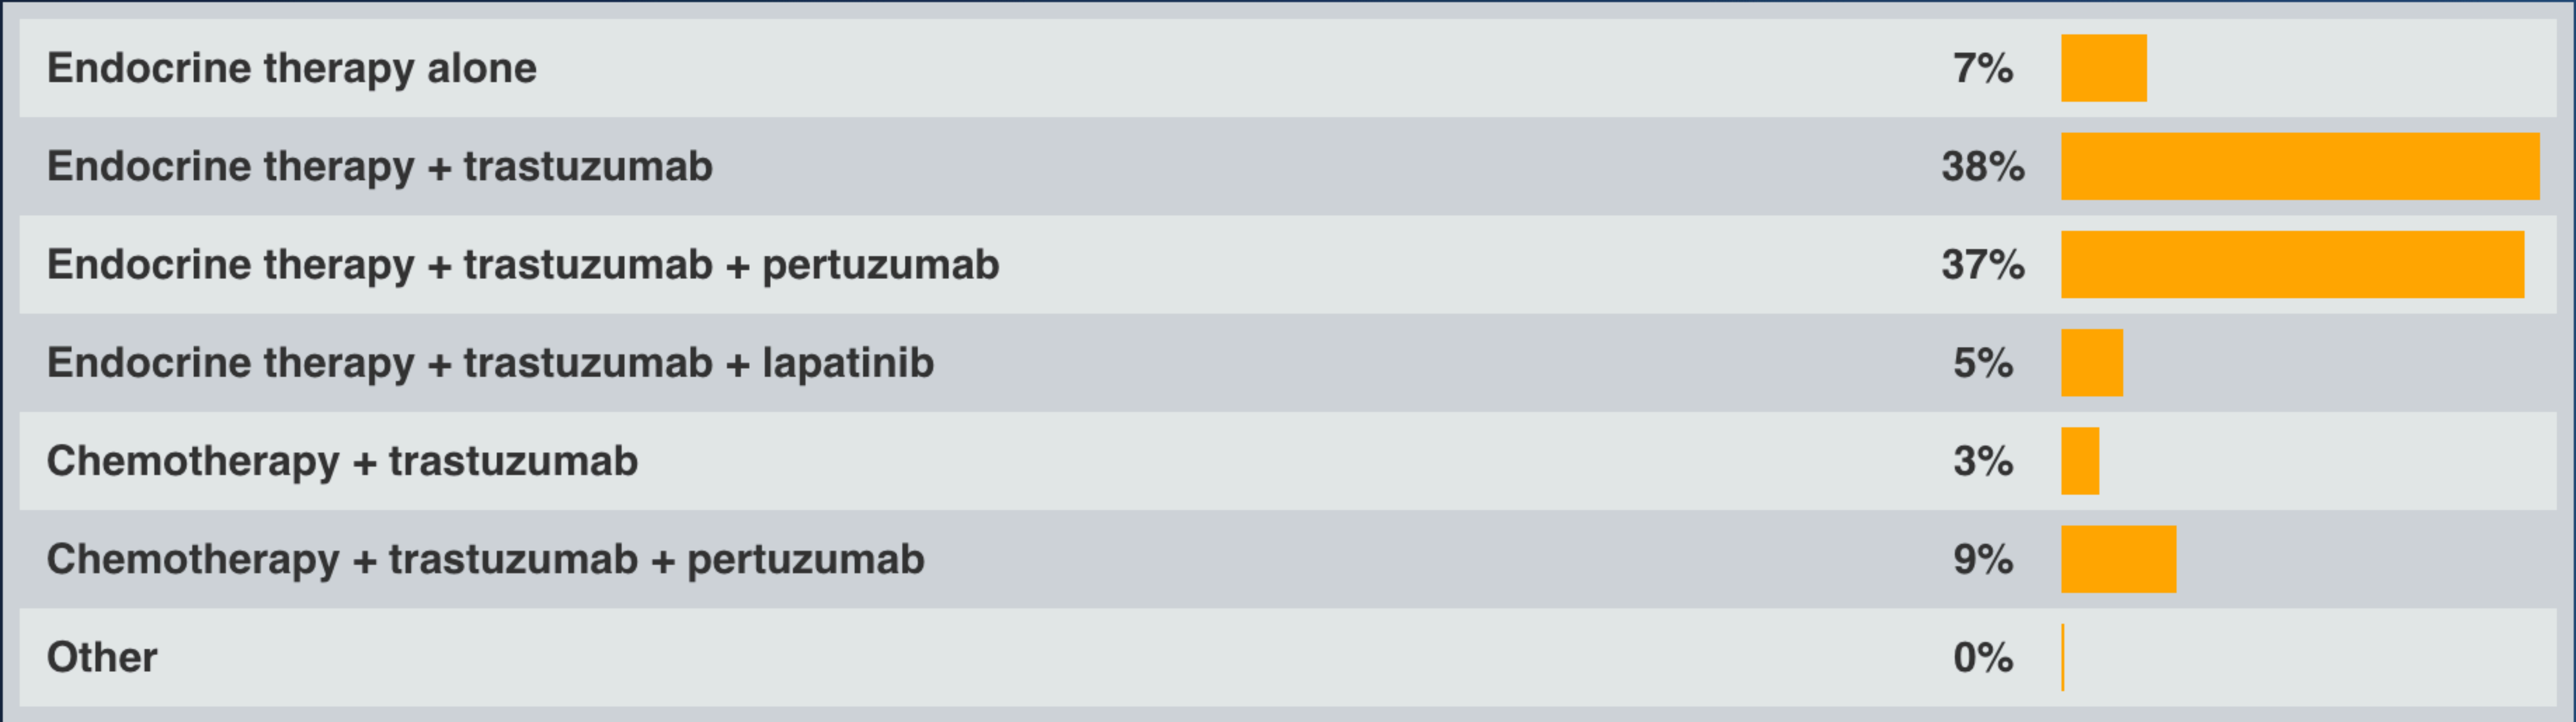 Endocrine therapy alone 7%
Endocrine therapy + trastuzumab 38%
Endocrine therapy + trastuzumab + pertuzumab 37%
Endocrine therapy + trastuzumab + lapatinib 5%
Chemotherapy + trastuzumab 3%
Chemotherapy + trastuzumab + pertuzumab 9%
Other 0%